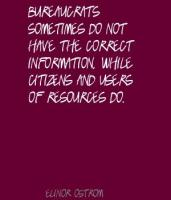 BUREAUCRATS
SOMETIMES DO NOT
HAVE THE CORRECT
INFORMATION, WHILE
CITIZENS AND USERS
OF RESOURCES DO.
ELINOR OSTROM